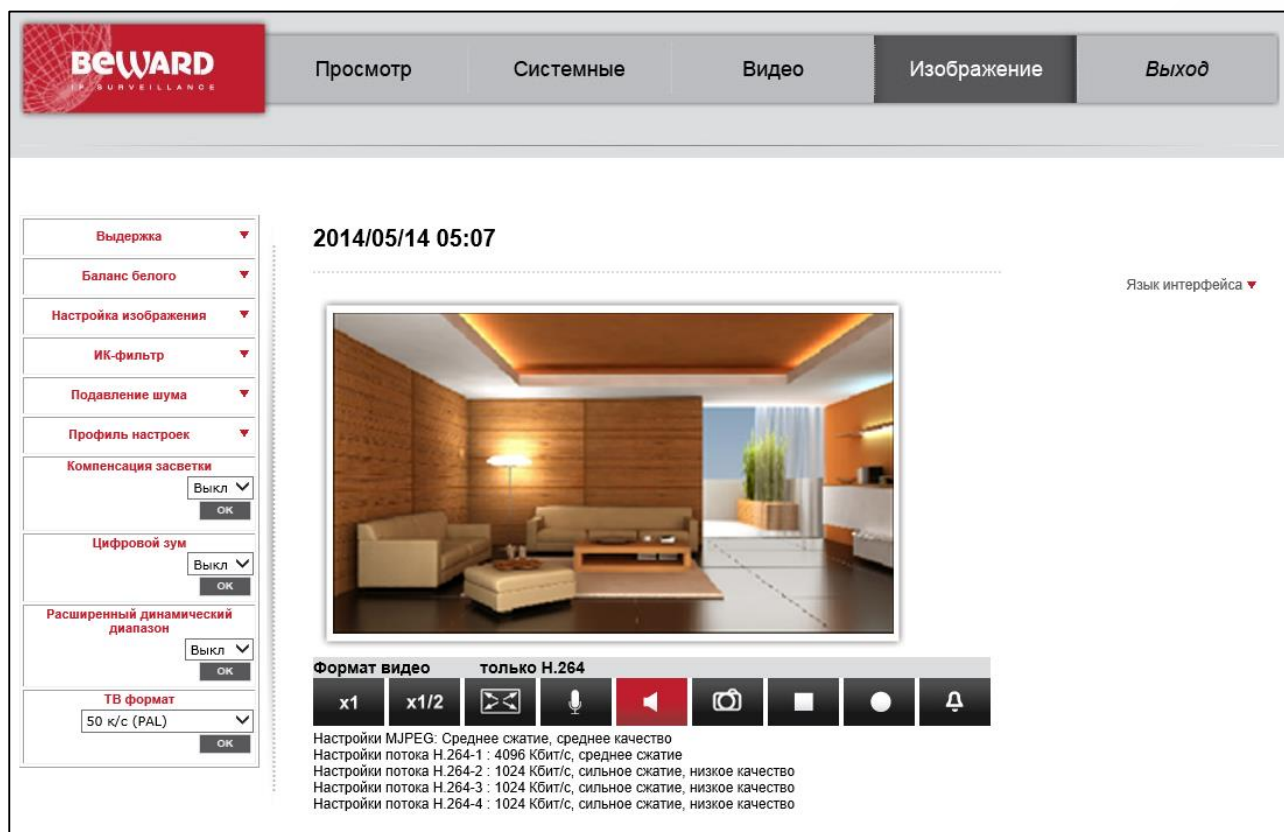 BEWARD
IP SURVEILLANCE
Просмотр
Системные
Видео
Изображение
Выход
Выдержка
Баланс белого
Настройка изображения
ИК-фильтр
Подавление шума
Профиль настроек
Компенсация засветки
Выкл
ОК
Цифровой зум
Выкл
ОК
Расширенный динамический
диапазон
Выкл
ОК
ТВ формат
50 к/с (PAL)
ОК
2014/05/14 05:07
Язык интерфейса
Формат видео только H.264
x1
x1/2
Настройки MJPEG: Среднее сжатие, среднее качество
Настройки потока H.264-1 : 4096 Кбит/с, среднее сжатие
Настройки потока H.264-2 : 1024 Кбит/с, сильное сжатие, низкое качество
Настройки потока H.264-3 : 1024 Кбит/с, сильное сжатие, низкое качество
Настройки потока H.264-4 : 1024 Кбит/с, сильное сжатие, низкое качество